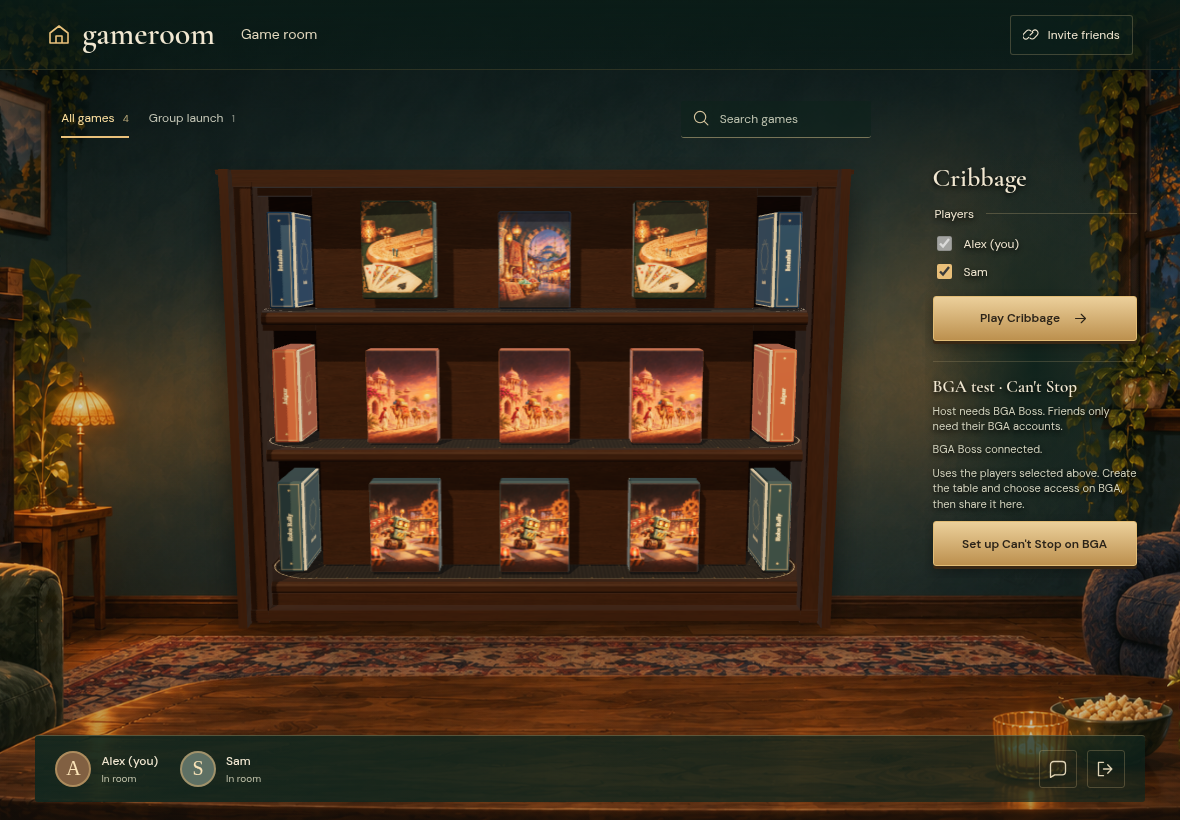 gameroom
Game room
Invite friends
All games 4
Group launch 1
Search games
Cribbage
Players
Alex (you)
Sam
Play Cribbage
BGA test · Can't Stop
Host needs BGA Boss. Friends only
need their BGA accounts.
BGA Boss connected.
Uses the players selected above. Create
the table and choose access on BGA,
then share it here.
Set up Can't Stop on BGA
A
Alex (you)
In room
S
Sam
In room